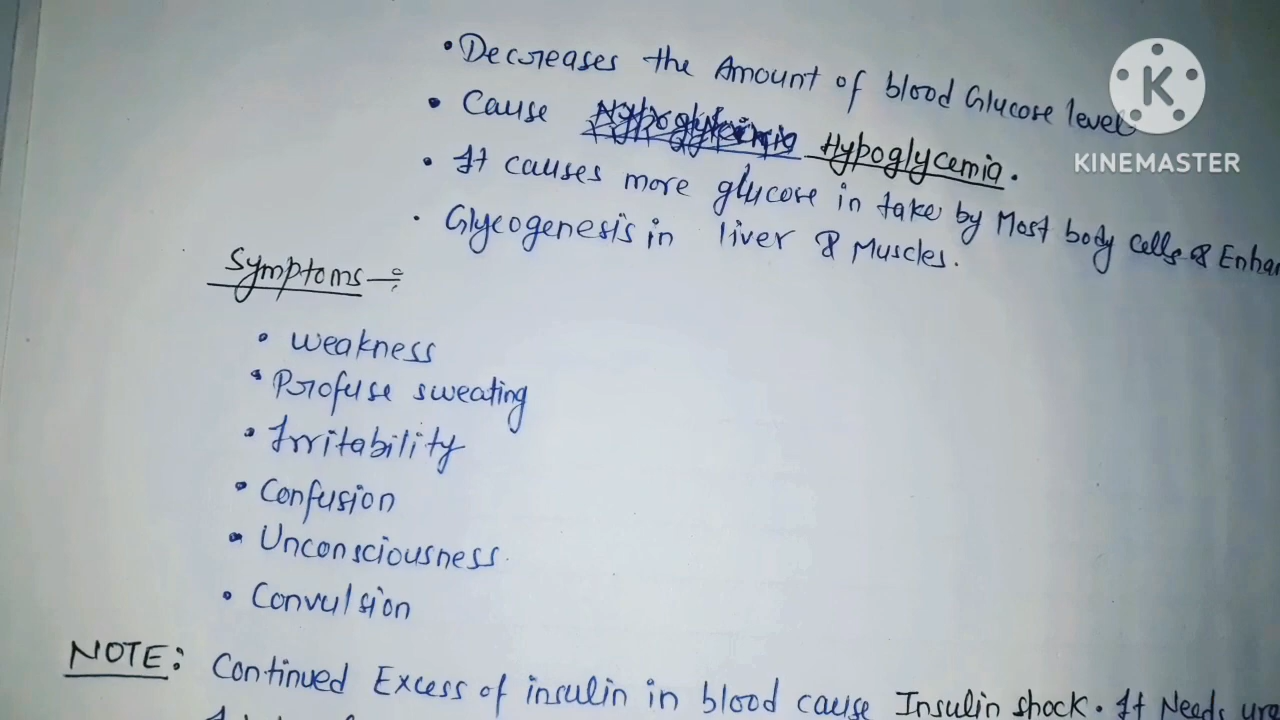 • Decreases the Amount of blood Glucose level
• Cause Hypoglycemia.
• It causes more glucose in take by Most body cells & Enhan
• Glycogenesis in liver & Muscles.
Symptoms
• Weakness
• Profuse sweating
• Irritability
• Confusion
• Unconsciousness
• Convulsion
NOTE: Continued Excess of insulin in blood cause Insulin shock. It Needs urg
K
KINEMASTER